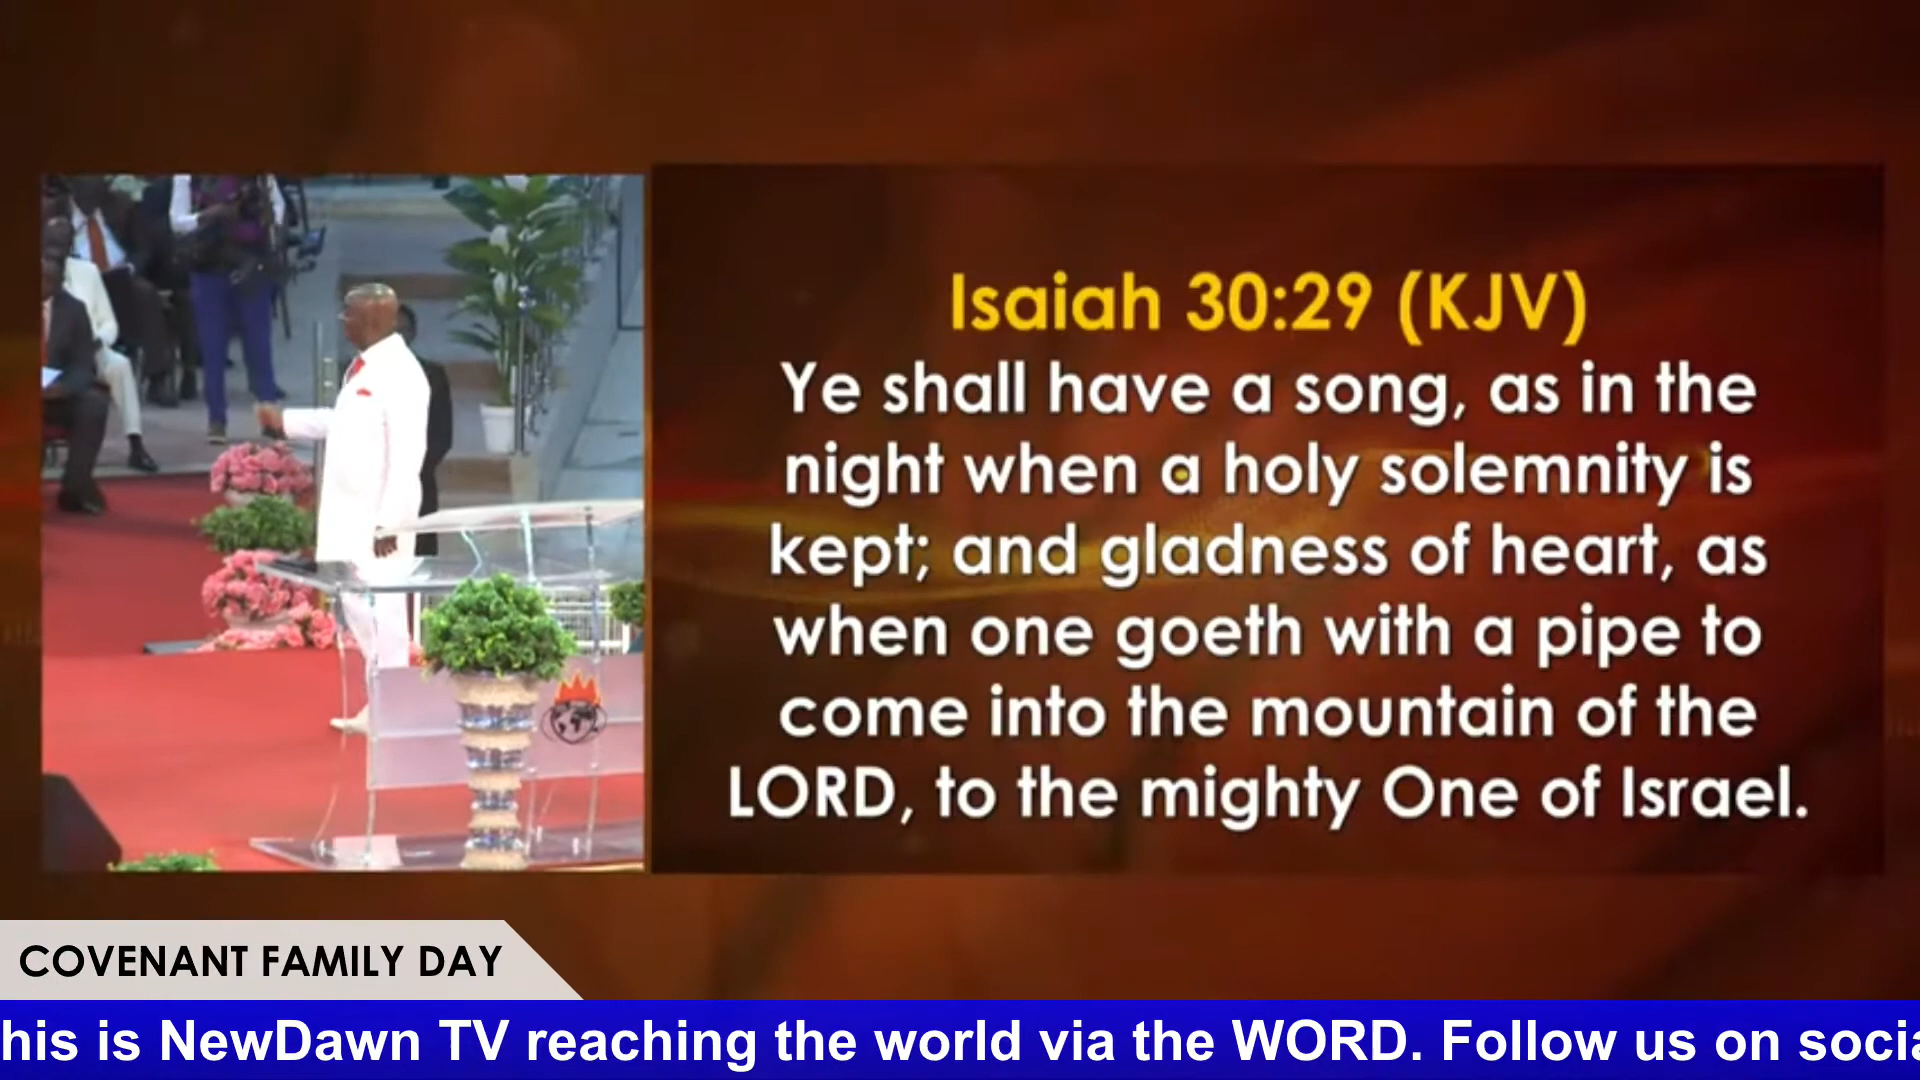 Isaiah 30:29 (KJV)
Ye shall have a song, as in the
night when a holy solemnity is
kept; and gladness of heart, as
when one goeth with a pipe to
come into the mountain of the
LORD, to the mighty One of Israel.
COVENANT FAMILY DAY
his is NewDawn TV reaching the world via the WORD. Follow us on socia